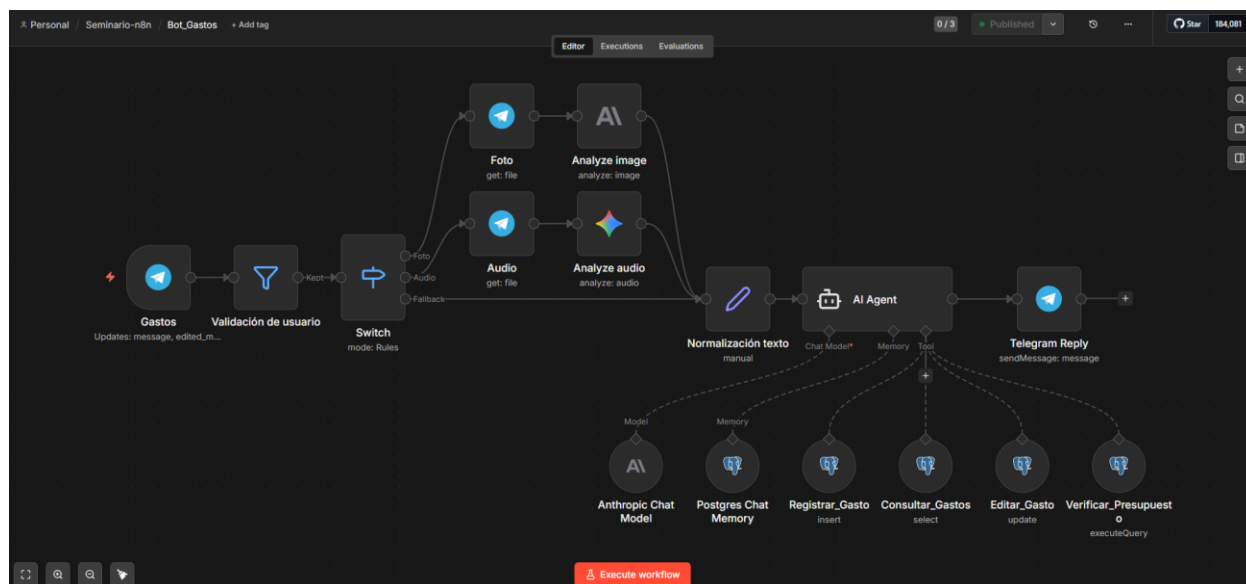 Personal / Seminario-n8n / Bot_Gastos + Add tag
0 / 3
Published
Star 184,081
Editor Executions Evaluations
Foto
get: file
Analyze image
analyze: image
Audio
get: file
Analyze audio
analyze: audio
Gastos
Updates: message, edited_m...
Validación de usuario
Kept
Switch
mode: Rules
Foto
Audio
Fallback
Normalización texto
manual
AI Agent
Chat Model*
Memory
Tool
Telegram Reply
sendMessage: message
Model
Anthropic Chat
Model
Memory
Postgres Chat
Memory
Registrar_Gasto
insert
Consultar_Gastos
select
Editar_Gasto
update
Verificar_Presupuest
o
executeQuery
Execute workflow